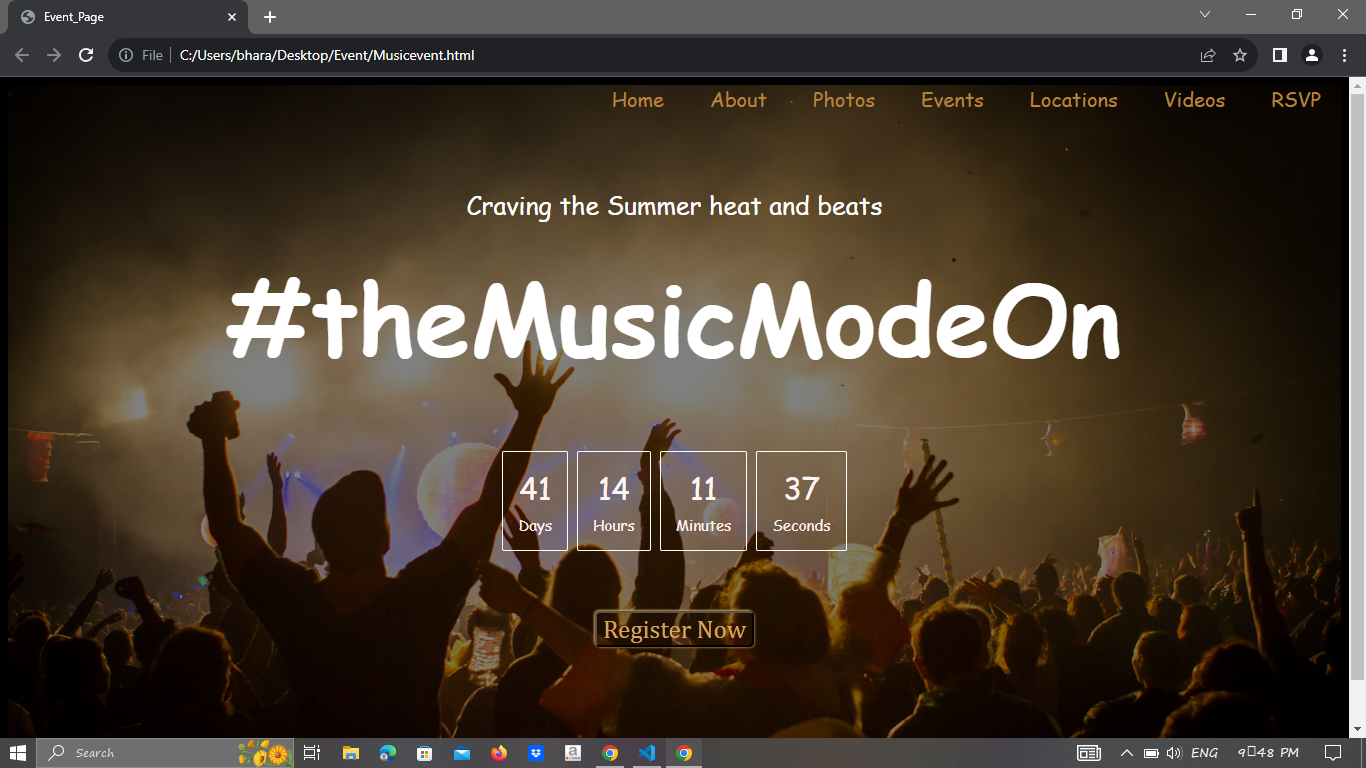 Event_Page
File C:/Users/bhara/Desktop/Event/Musicevent.html
Home About Photos Events Locations Videos RSVP
Craving the Summer heat and beats
#theMusicModeOn
41 14 11 37
Days Hours Minutes Seconds
Register Now
Search ENG 9▯48 PM